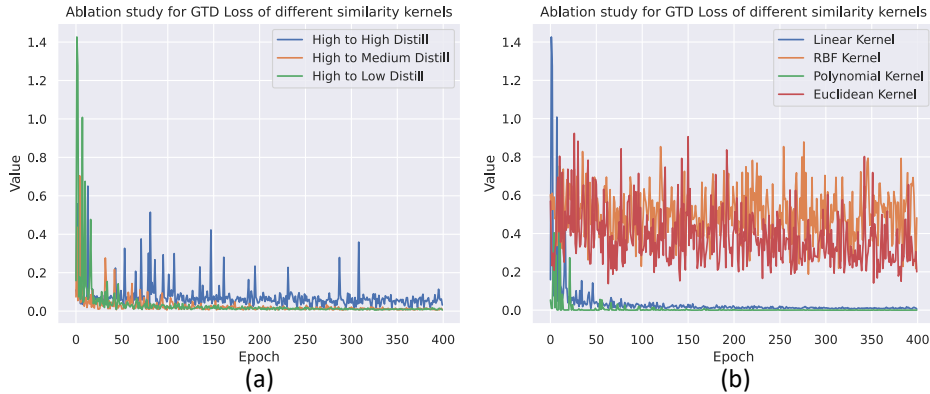 Ablation study for GTD Loss of different similarity kernels
1.4
1.2
1.0
0.8
0.6
0.4
0.2
0.0
Value
High to High Distill
High to Medium Distill
High to Low Distill
0 50 100 150 200 250 300 350 400
Epoch
(a)
Ablation study for GTD Loss of different similarity kernels
1.4
1.2
1.0
0.8
0.6
0.4
0.2
0.0
Value
Linear Kernel
RBF Kernel
Polynomial Kernel
Euclidean Kernel
0 50 100 150 200 250 300 350 400
Epoch
(b)